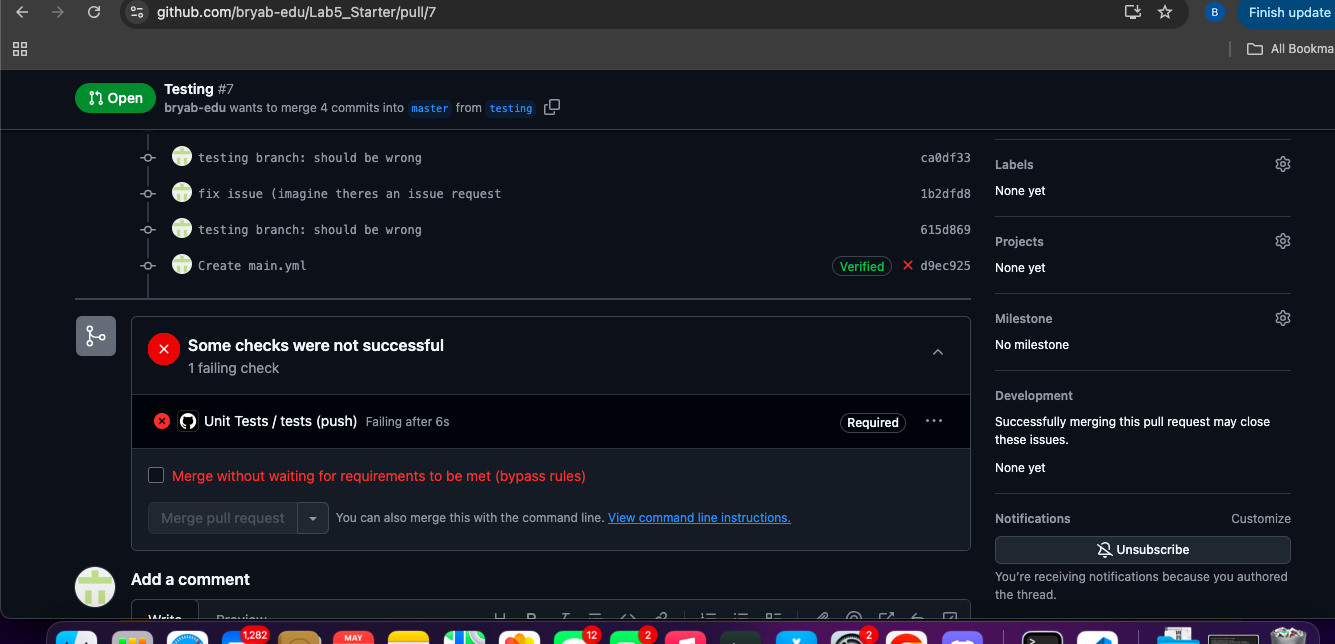 github.com/bryab-edu/Lab5_Starter/pull/7
B
Finish update
All Bookma
Open
Testing #7
bryab-edu wants to merge 4 commits into master from testing
testing branch: should be wrong ca0df33
fix issue (imagine theres an issue request 1b2dfd8
testing branch: should be wrong 615d869
Create main.yml Verified d9ec925
Some checks were not successful
1 failing check
Unit Tests / tests (push) Failing after 6s Required
Merge without waiting for requirements to be met (bypass rules)
Merge pull request You can also merge this with the command line. View command line instructions.
Add a comment
Write Preview
Labels
None yet
Projects
None yet
Milestone
No milestone
Development
Successfully merging this pull request may close
these issues.
None yet
Notifications Customize
Unsubscribe
You're receiving notifications because you authored
the thread.
1,282
MAY
12
2
2